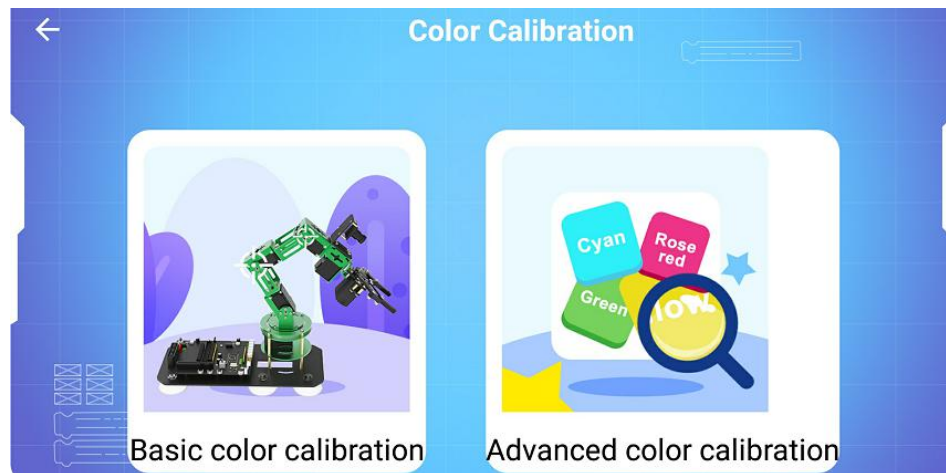 Color Calibration
Cyan
Rose
red
Green
low
Basic color calibration
Advanced color calibration